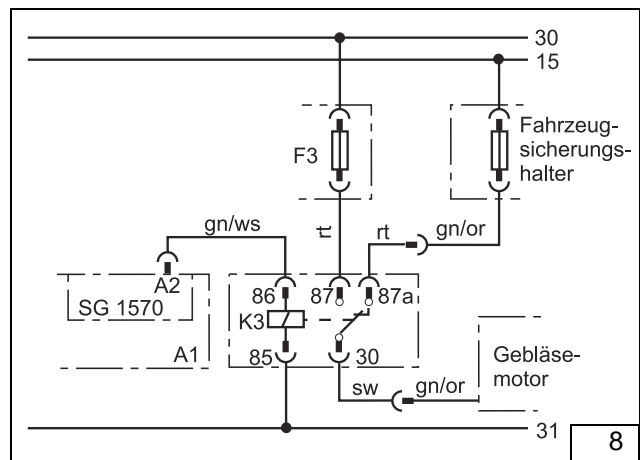 30
15
F3
Fahrzeug-
sicherungs-
halter
gn/ws
rt
rt
gn/or
A2
SG 1570
A1
86
87
87a
K3
85
30
Gebläse-
motor
sw
gn/or
31
8